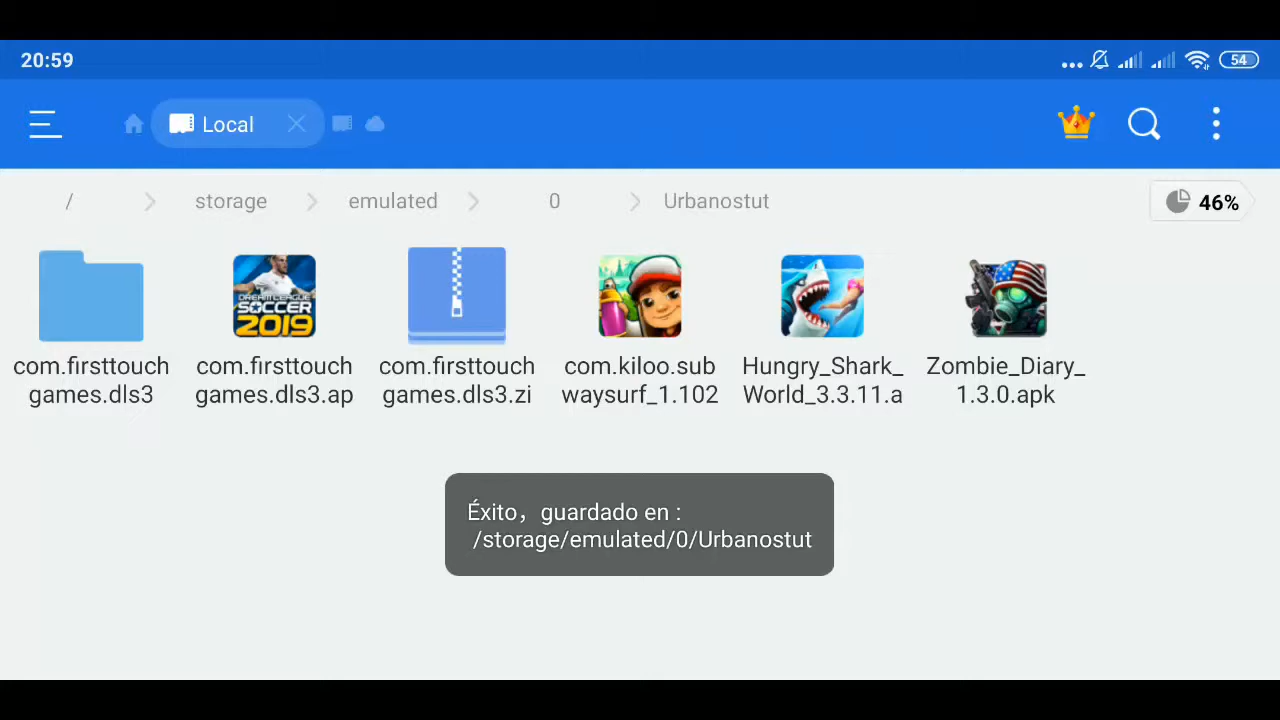 20:59
54
Local
/ storage emulated 0 Urbanostut
46%
DREAM LEAGUE
SOCCER
2019
com.firsttouch
games.dls3
com.firsttouch
games.dls3.ap
com.firsttouch
games.dls3.zi
com.kiloo.sub
waysurf_1.102
Hungry_Shark_
World_3.3.11.a
Zombie_Diary_
1.3.0.apk
Éxito，guardado en :
/storage/emulated/0/Urbanostut